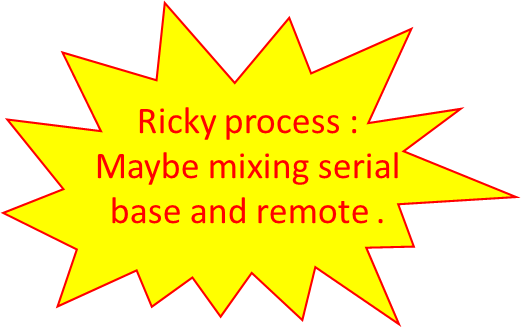 Ricky process :
Maybe mixing serial
base and remote .